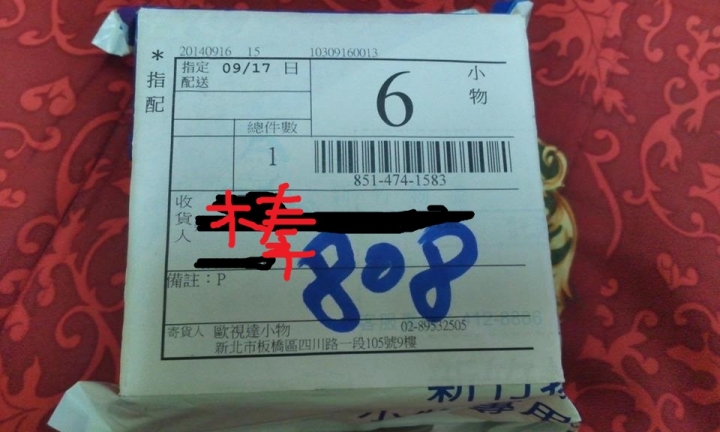 20140916 15 10309160013
*指配
指定配送 09/17 日
6
小物
總件數
1
851-474-1583
收貨人
棒
808
備註：P
寄貨人 歐視達小物 02-89532505
新北市板橋區四川路一段105號9樓
新竹